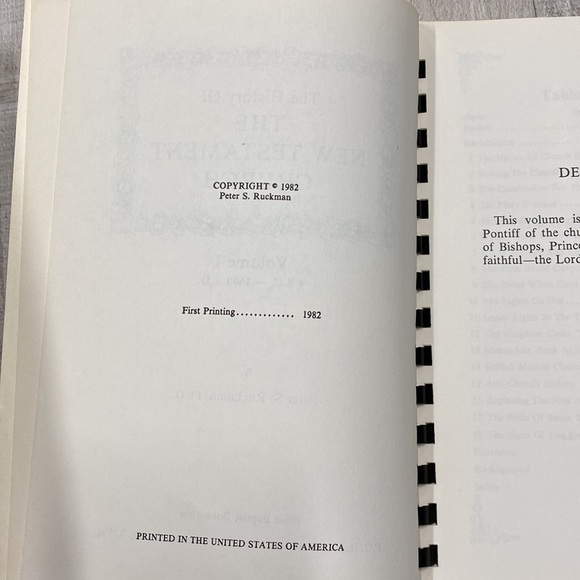 COPYRIGHT © 1982
Peter S. Ruckman
First Printing............. 1982
PRINTED IN THE UNITED STATES OF AMERICA
DE
This volume is
Pontiff of the chu
of Bishops, Prince
faithful—the Lord